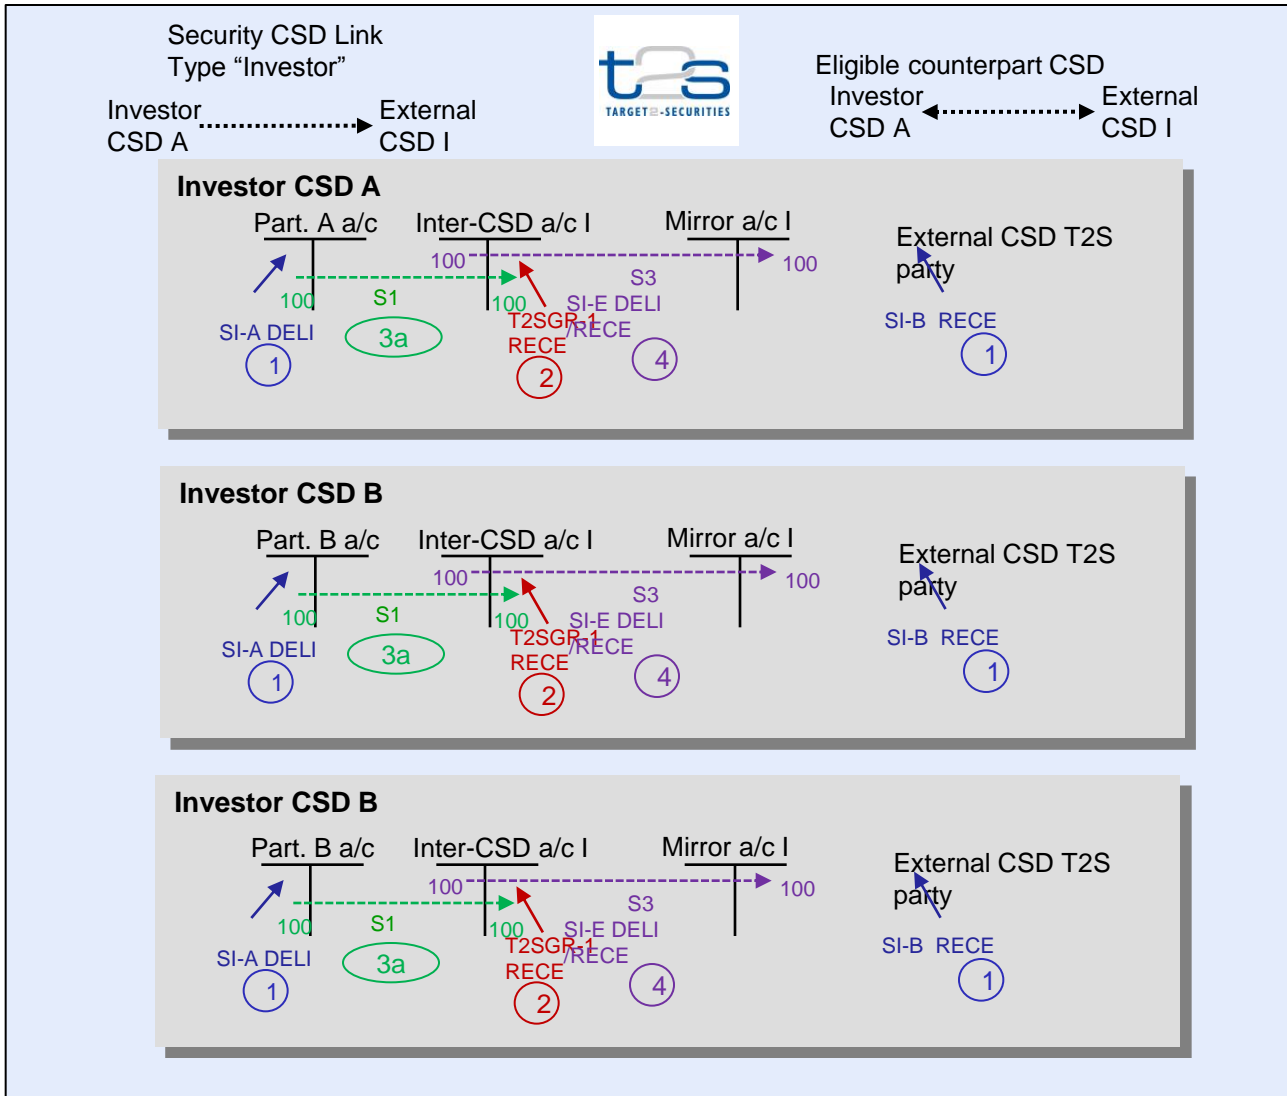 Security CSD Link
Type “Investor”
Investor
CSD A
External
CSD I
t2s
TARGET2-SECURITIES
Eligible counterpart CSD
Investor
CSD A
External
CSD I
Investor CSD A
Part. A a/c
Inter-CSD a/c I
Mirror a/c I
External CSD T2S
party
100
100
100
100
S1
S3
SI-A DELI
3a
T2SGR-1
RECE
SI-E DELI
/RECE
SI-B RECE
1
2
4
1
Investor CSD B
Part. B a/c
Inter-CSD a/c I
Mirror a/c I
External CSD T2S
party
100
100
100
100
S1
S3
SI-A DELI
3a
T2SGR-1
RECE
SI-E DELI
/RECE
SI-B RECE
1
2
4
1
Investor CSD B
Part. B a/c
Inter-CSD a/c I
Mirror a/c I
External CSD T2S
party
100
100
100
100
S1
S3
SI-A DELI
3a
T2SGR-1
RECE
SI-E DELI
/RECE
SI-B RECE
1
2
4
1